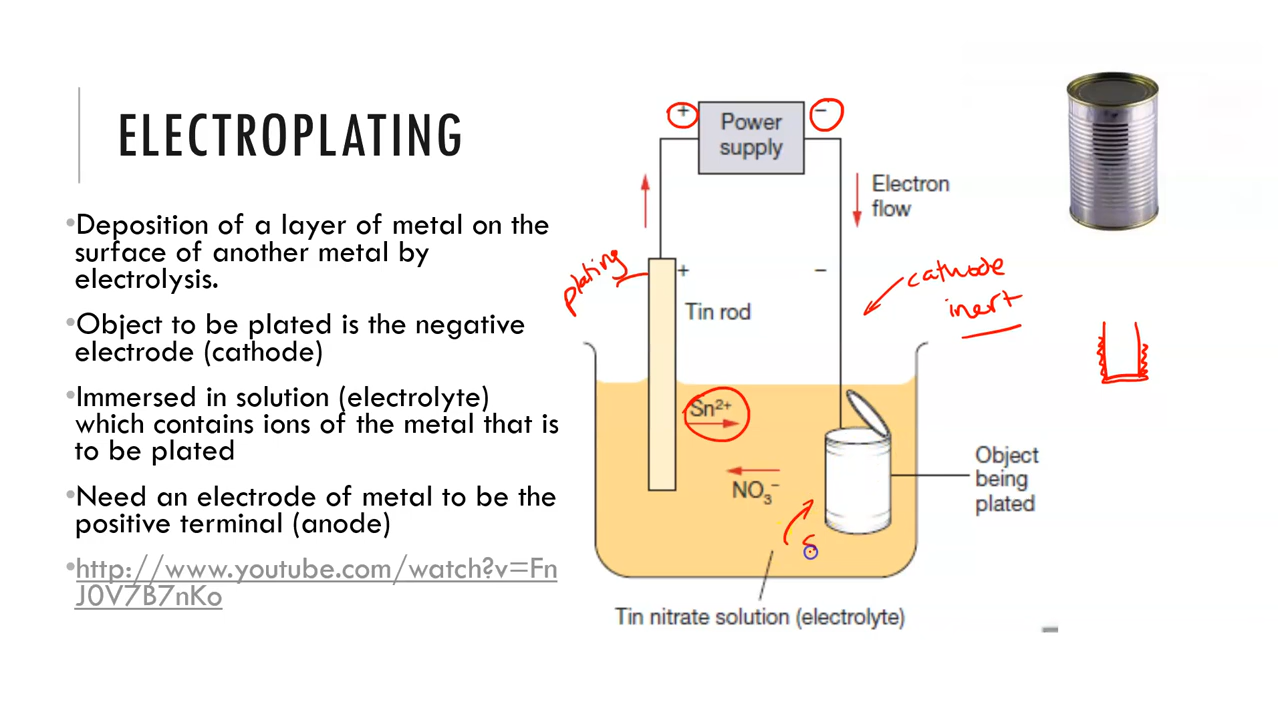 ELECTROPLATING
•Deposition of a layer of metal on the
surface of another metal by
electrolysis.
•Object to be plated is the negative
electrode (cathode)
•Immersed in solution (electrolyte)
which contains ions of the metal that is
to be plated
•Need an electrode of metal to be the
positive terminal (anode)
•http://www.youtube.com/watch?v=Fn
J0V7B7nKo
+
Power
supply
−
Electron
flow
plating
+
−
cathode
inert
Tin rod
Sn²⁺
NO₃⁻
Object
being
plated
S
Tin nitrate solution (electrolyte)